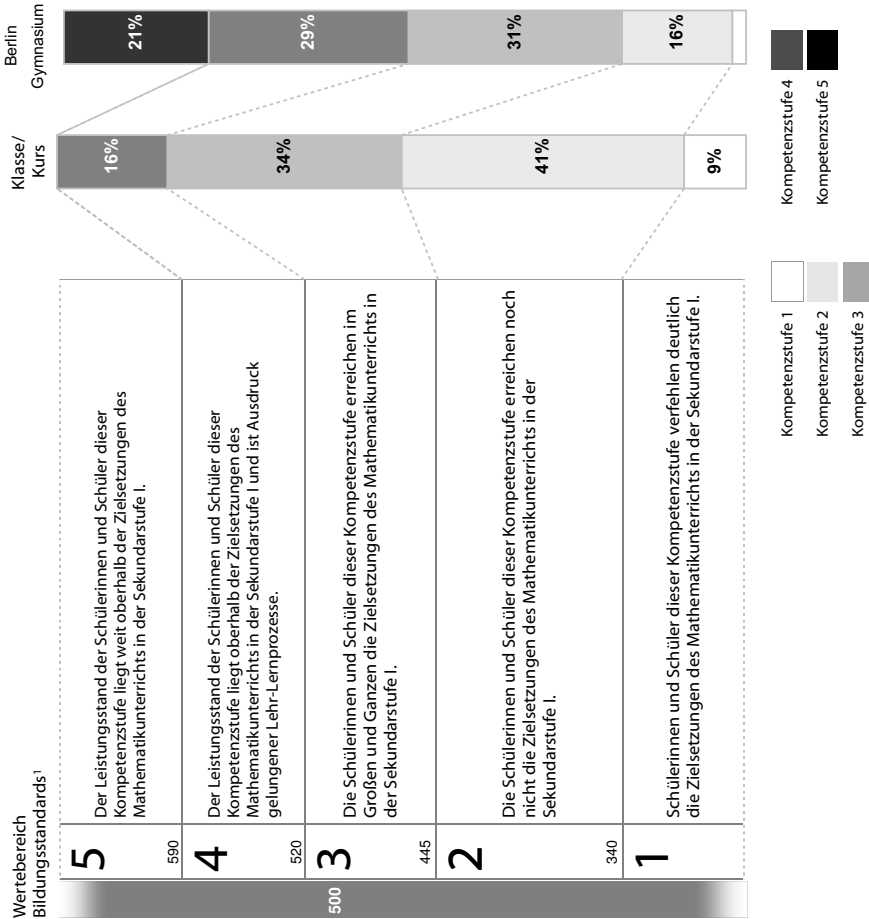 Wertebereich
Bildungsstandards¹
Klasse/
Kurs
Berlin
Gymnasium
500
5
590
Der Leistungsstand der Schülerinnen und Schüler dieser
Kompetenzstufe liegt weit oberhalb der Zielsetzungen des
Mathematikunterrichts in der Sekundarstufe I.
4
520
Der Leistungsstand der Schülerinnen und Schüler dieser
Kompetenzstufe liegt oberhalb der Zielsetzungen des
Mathematikunterrichts in der Sekundarstufe I und ist Ausdruck
gelungener Lehr-Lernprozesse.
3
445
Die Schülerinnen und Schüler dieser Kompetenzstufe erreichen im
Großen und Ganzen die Zielsetzungen des Mathematikunterrichts in
der Sekundarstufe I.
2
340
Die Schülerinnen und Schüler dieser Kompetenzstufe erreichen noch
nicht die Zielsetzungen des Mathematikunterrichts in der
Sekundarstufe I.
1
Schülerinnen und Schüler dieser Kompetenzstufe verfehlen deutlich
die Zielsetzungen des Mathematikunterrichts in der Sekundarstufe I.
16%
34%
41%
9%
21%
29%
31%
16%
Kompetenzstufe 1
Kompetenzstufe 2
Kompetenzstufe 3
Kompetenzstufe 4
Kompetenzstufe 5